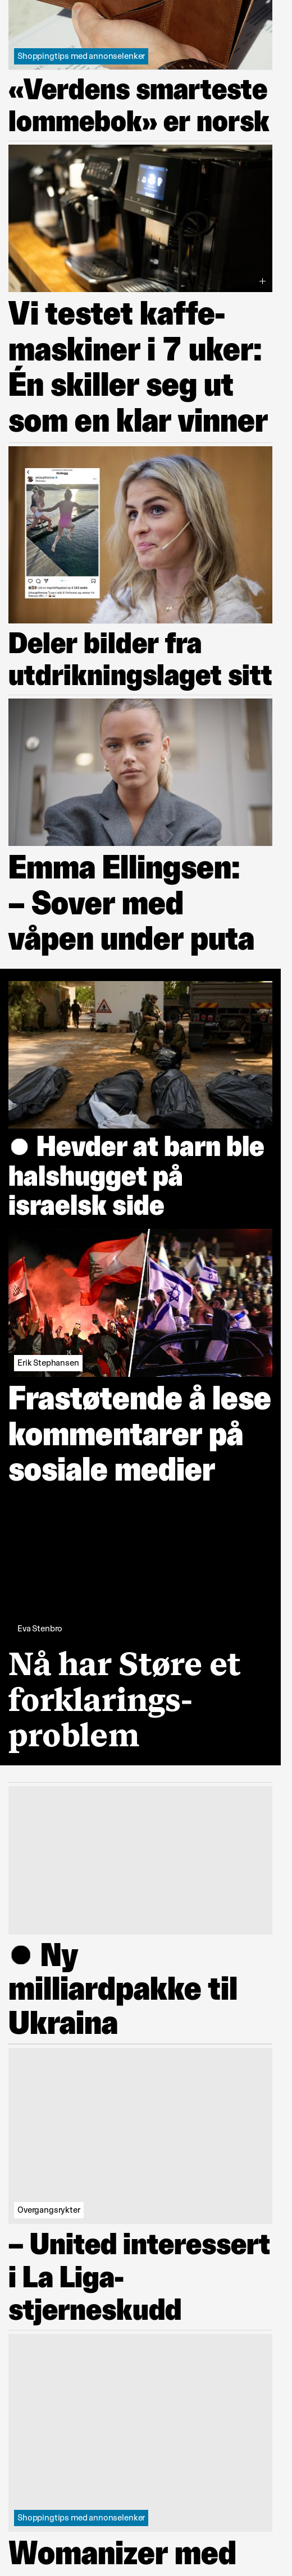 Shoppingtips med annonselenker
«Verdens smarteste
lommebok» er norsk
Vi testet kaffe-
maskiner i 7 uker:
Én skiller seg ut
som en klar vinner
Deler bilder fra
utdrikningslaget sitt
Emma Ellingsen:
– Sover med
våpen under puta
Hevder at barn ble
halshugget på
israelsk side
Erik Stephansen
Frastøtende å lese
kommentarer på
sosiale medier
Eva Stenbro
Nå har Støre et
forklarings-
problem
Ny
milliardpakke til
Ukraina
Overgangsrykter
– United interessert
i La Liga-
stjerneskudd
Shoppingtips med annonselenker
Womanizer med